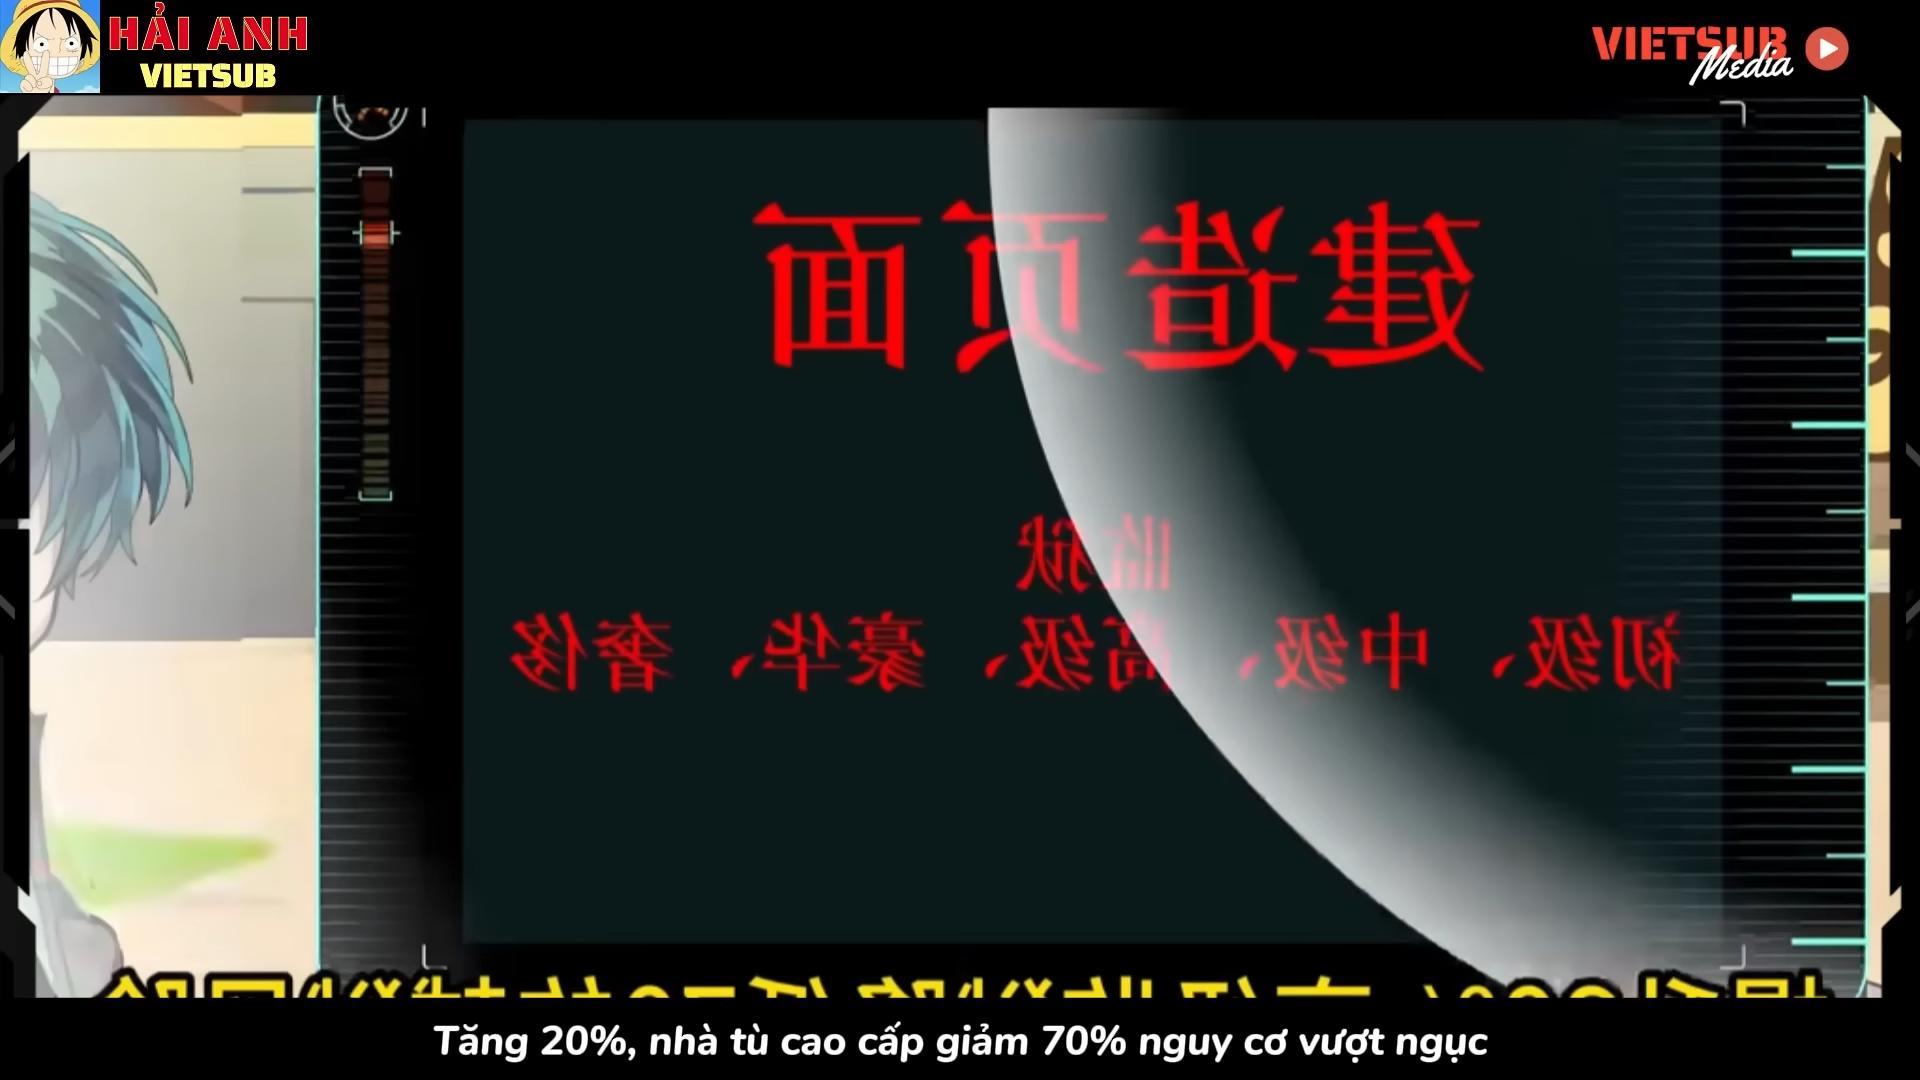 HẢI ANH
VIETSUB
VIETSUB
Media
建造页面
监狱
初级、中级、高级、豪华、奢侈
Tăng 20%, nhà tù cao cấp giảm 70% nguy cơ vượt ngục